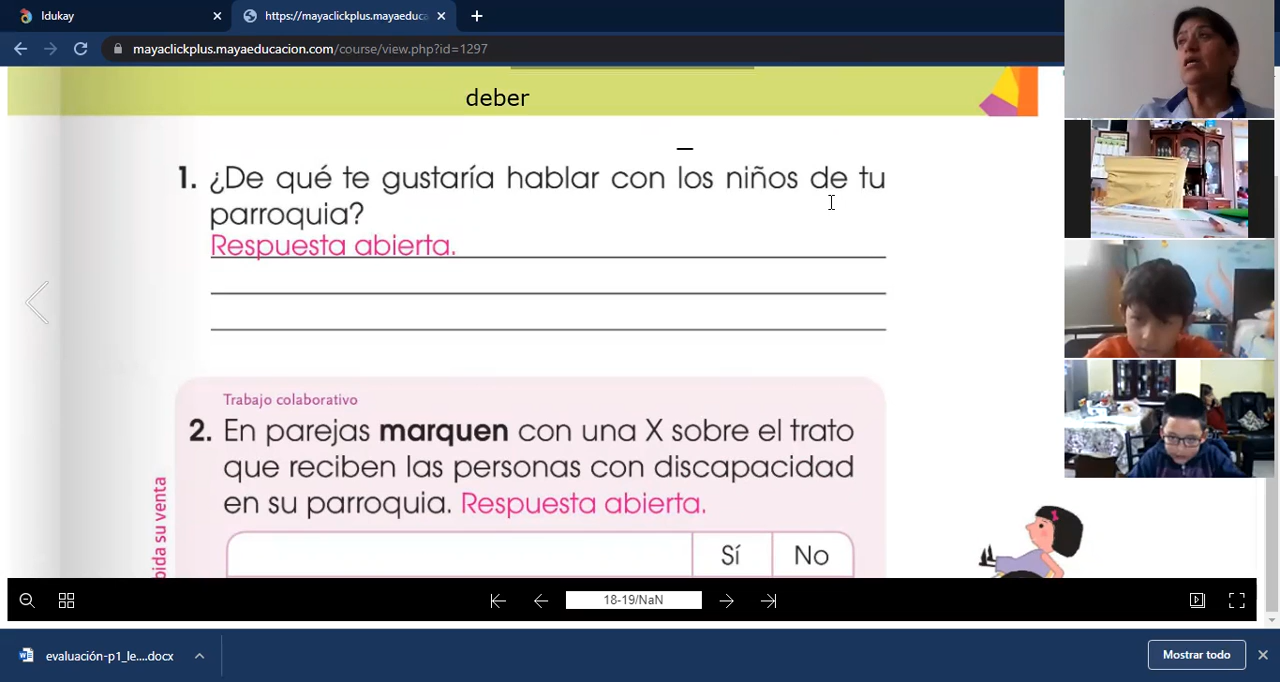 Idukay
https://mayaclickplus.mayaeduca
mayaclickplus.mayaeducacion.com/course/view.php?id=1297
deber
1. ¿De qué te gustaría hablar con los niños de tu
parroquia?
Respuesta abierta.
Trabajo colaborativo
2. En parejas marquen con una X sobre el trato
que reciben las personas con discapacidad
en su parroquia. Respuesta abierta.
Sí No
bida su venta
18-19/NaN
evaluación-p1_le....docx
Mostrar todo